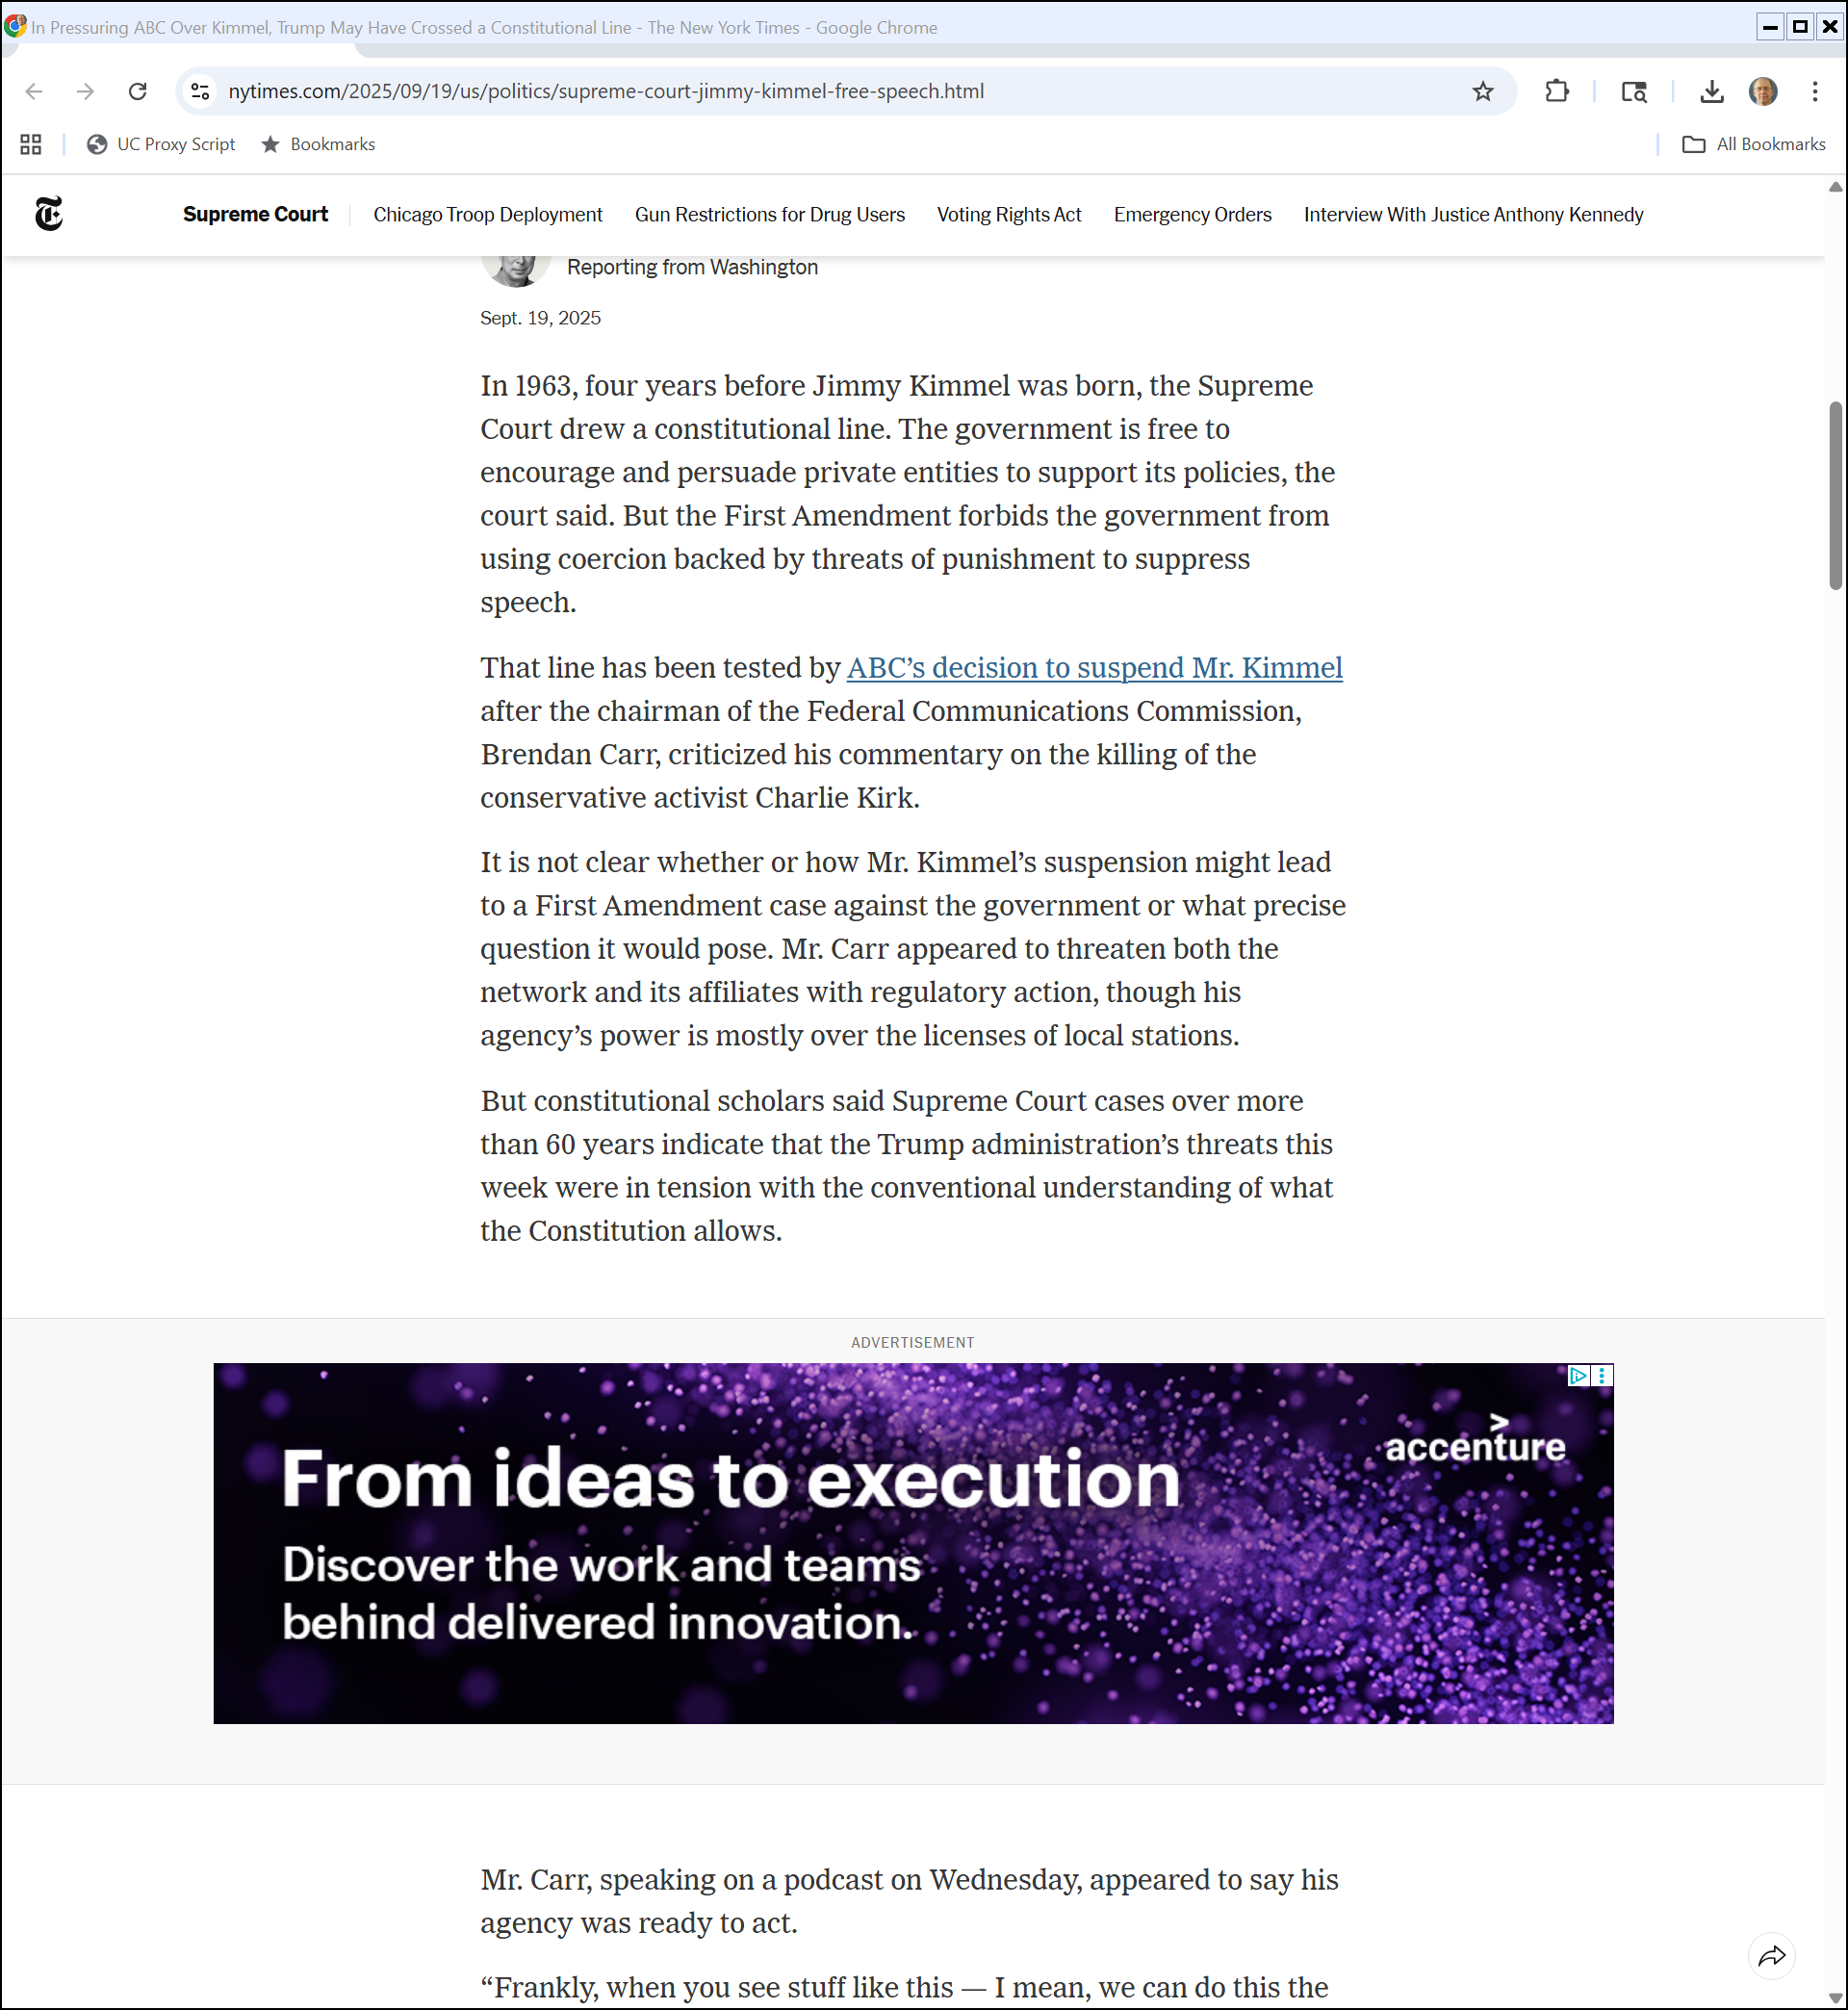 In Pressuring ABC Over Kimmel, Trump May Have Crossed a Constitutional Line - The New York Times - Google Chrome
nytimes.com/2025/09/19/us/politics/supreme-court-jimmy-kimmel-free-speech.html
UC Proxy Script
Bookmarks
All Bookmarks
Supreme Court
Chicago Troop Deployment
Gun Restrictions for Drug Users
Voting Rights Act
Emergency Orders
Interview With Justice Anthony Kennedy
Reporting from Washington
Sept. 19, 2025
In 1963, four years before Jimmy Kimmel was born, the Supreme
Court drew a constitutional line. The government is free to
encourage and persuade private entities to support its policies, the
court said. But the First Amendment forbids the government from
using coercion backed by threats of punishment to suppress
speech.
That line has been tested by ABC’s decision to suspend Mr. Kimmel
after the chairman of the Federal Communications Commission,
Brendan Carr, criticized his commentary on the killing of the
conservative activist Charlie Kirk.
It is not clear whether or how Mr. Kimmel’s suspension might lead
to a First Amendment case against the government or what precise
question it would pose. Mr. Carr appeared to threaten both the
network and its affiliates with regulatory action, though his
agency’s power is mostly over the licenses of local stations.
But constitutional scholars said Supreme Court cases over more
than 60 years indicate that the Trump administration’s threats this
week were in tension with the conventional understanding of what
the Constitution allows.
ADVERTISEMENT
accenture
From ideas to execution
Discover the work and teams
behind delivered innovation.
Mr. Carr, speaking on a podcast on Wednesday, appeared to say his
agency was ready to act.
“Frankly, when you see stuff like this — I mean, we can do this the